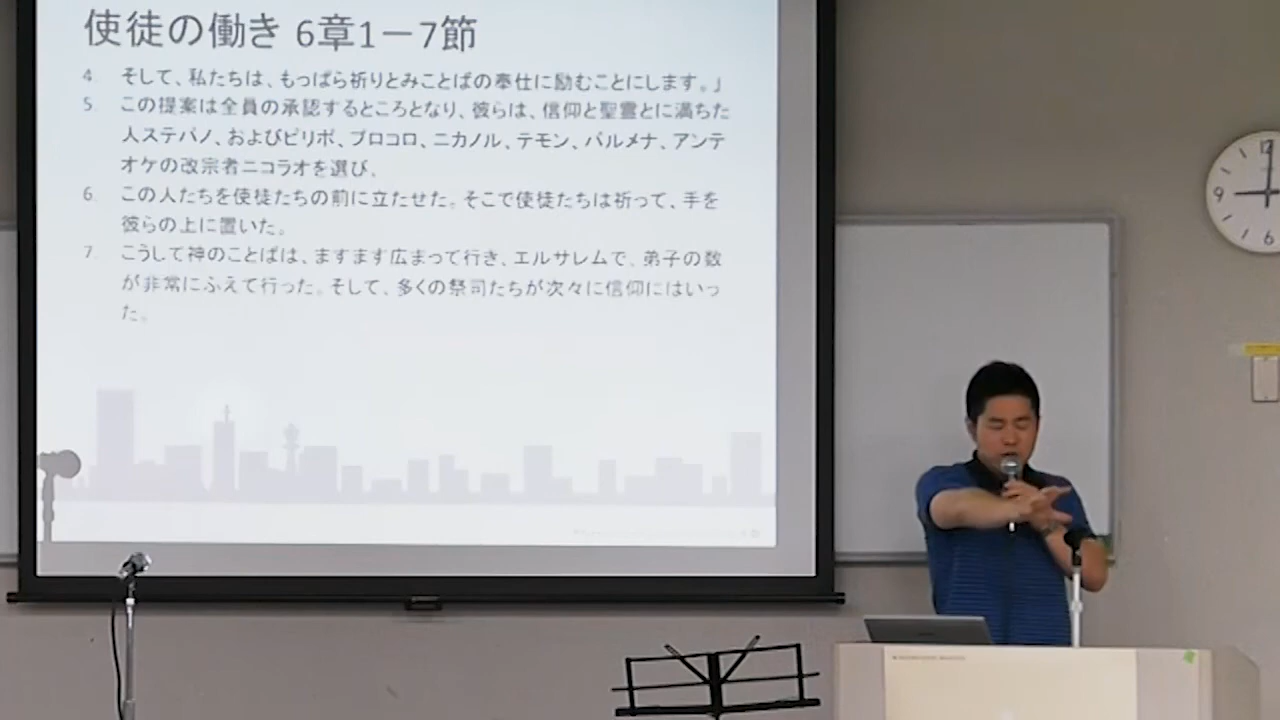 使徒の働き 6章1－7節
4. そして、私たちは、もっぱら祈りとみことばの奉仕に励むことにします。」
5. この提案は全員の承認するところとなり、彼らは、信仰と聖霊とに満ちた
人ステパノ、およびピリポ、プロコロ、ニカノル、テモン、パルメナ、アンテ
オケの改宗者ニコラオを選び、
6. この人たちを使徒たちの前に立たせた。そこで使徒たちは祈って、手を
彼らの上に置いた。
7. こうして神のことばは、ますます広まって行き、エルサレムで、弟子の数
が非常にふえて行った。そして、多くの祭司たちが次々に信仰にはいっ
た。
12
9
6